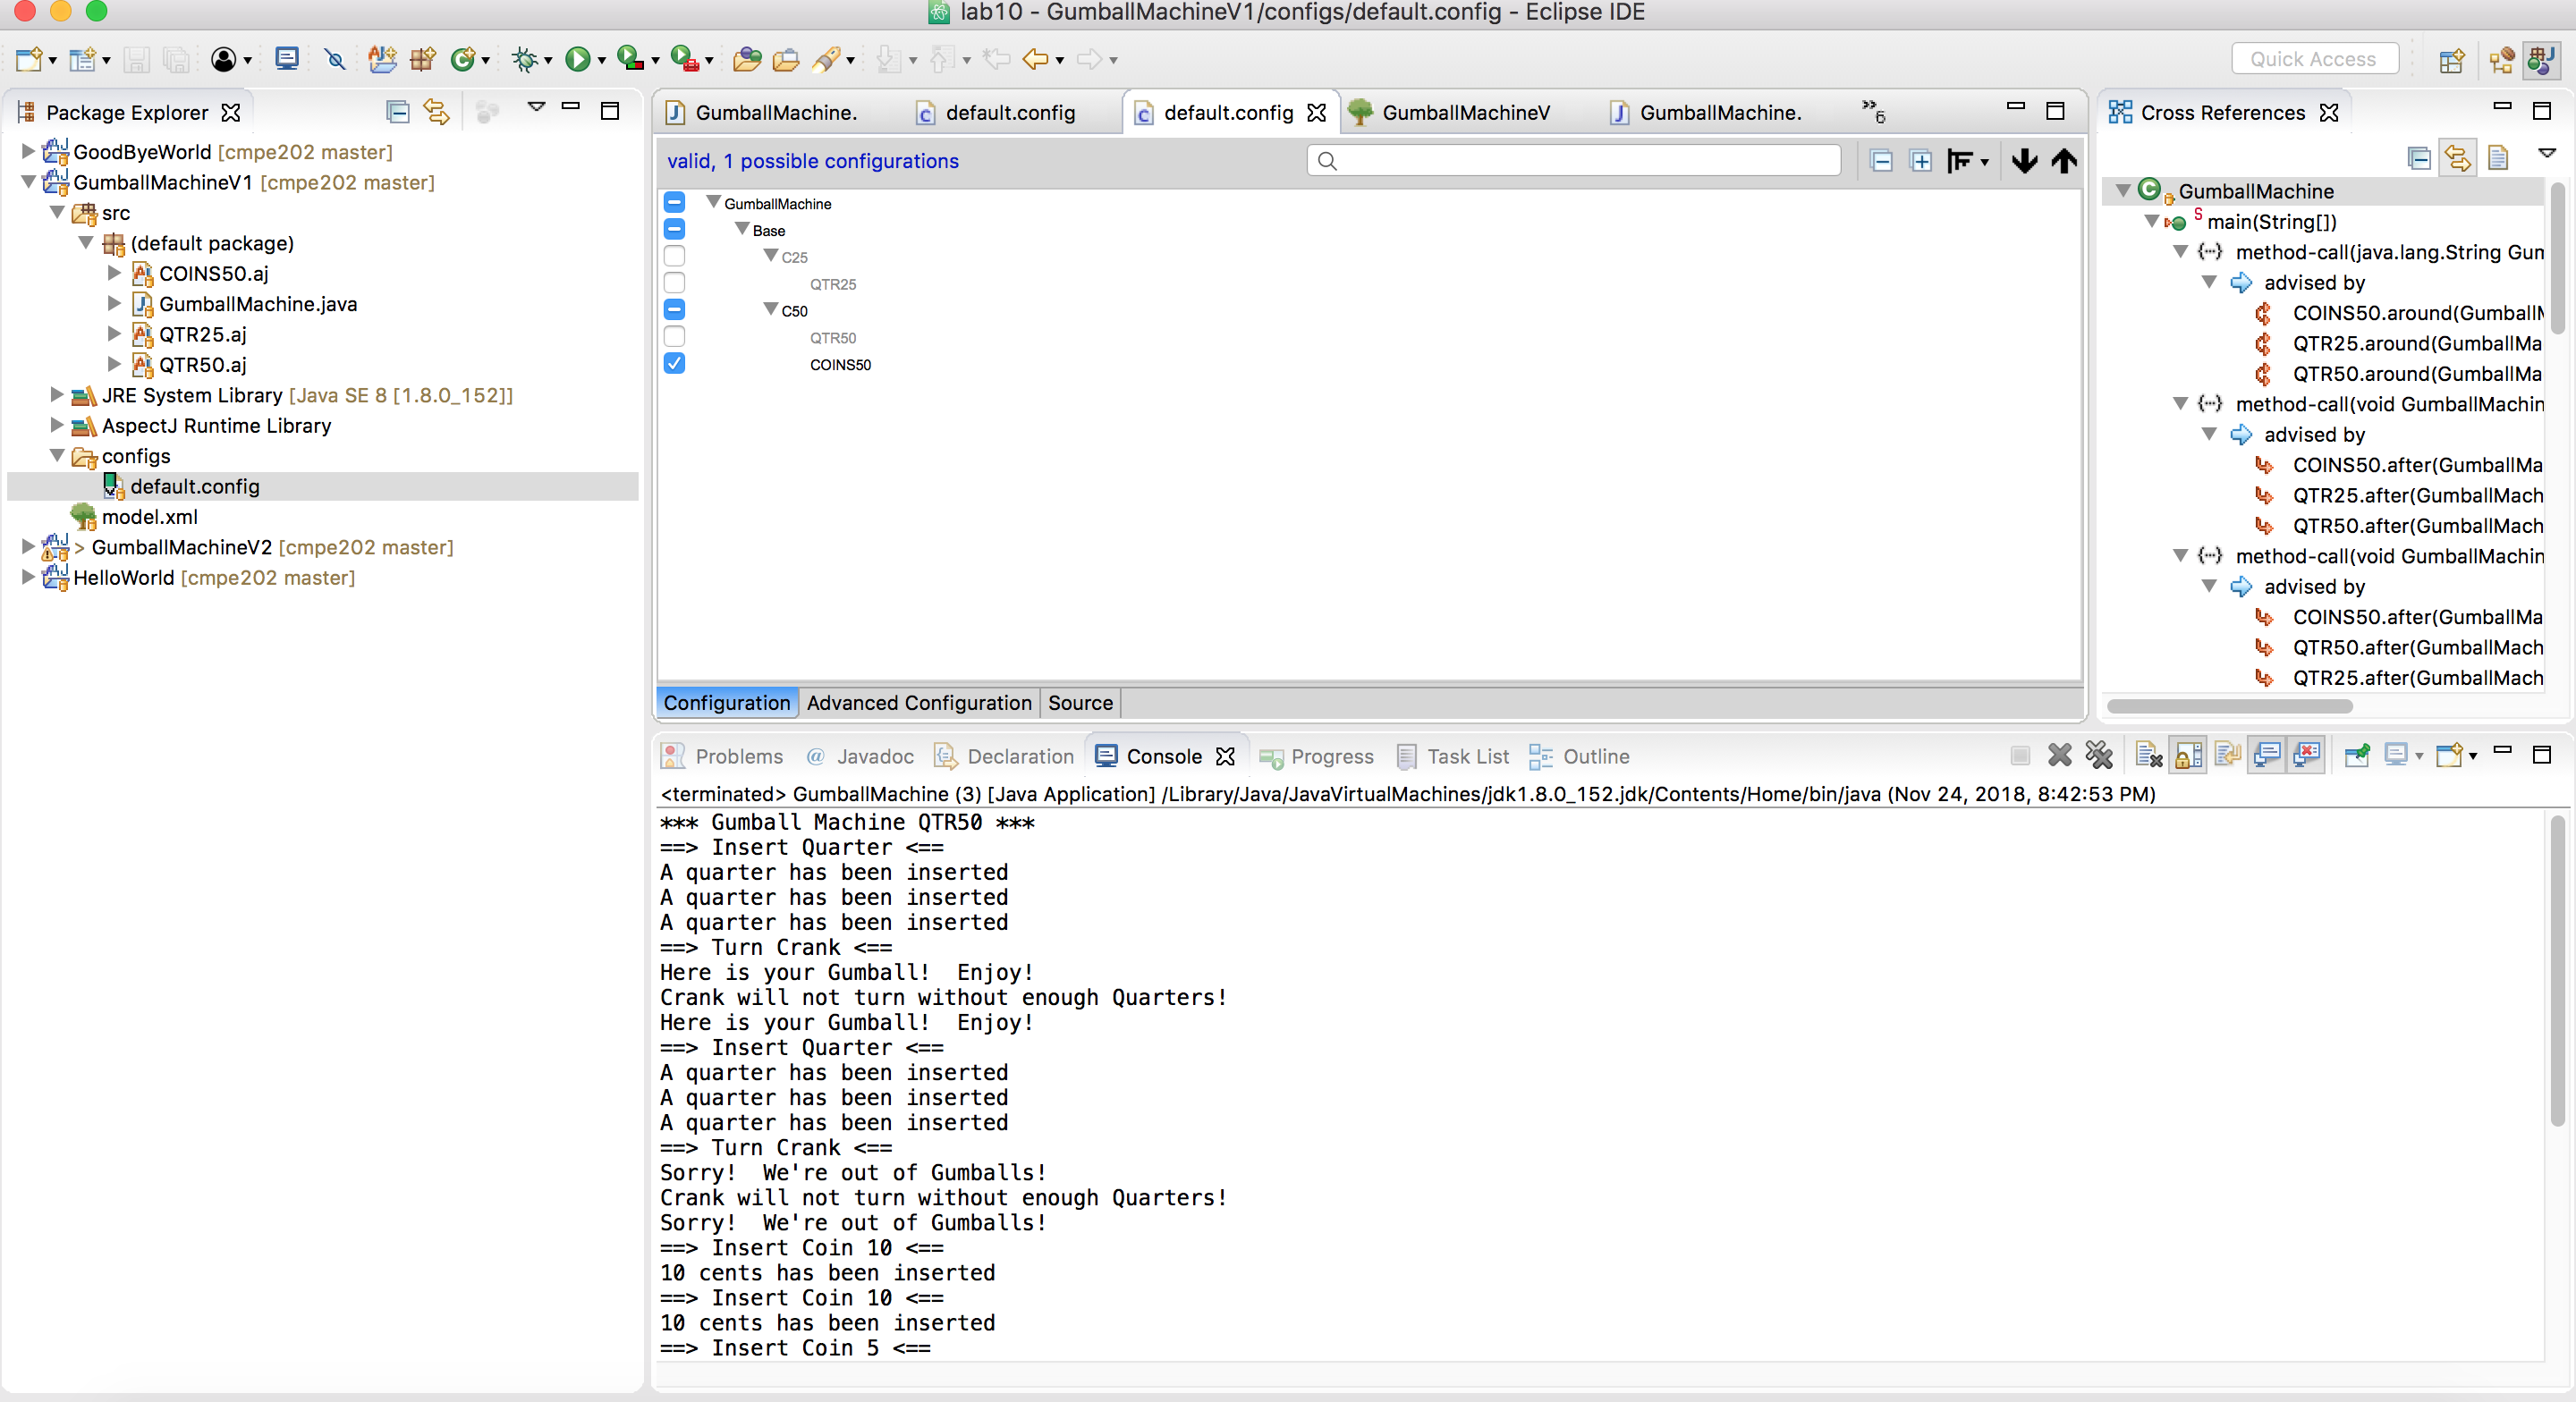 lab10 - GumballMachineV1/configs/default.config - Eclipse IDE
Quick Access
Package Explorer
GoodByeWorld [cmpe202 master]
GumballMachineV1 [cmpe202 master]
src
(default package)
COINS50.aj
GumballMachine.java
QTR25.aj
QTR50.aj
JRE System Library [Java SE 8 [1.8.0_152]]
AspectJ Runtime Library
configs
default.config
model.xml
> GumballMachineV2 [cmpe202 master]
HelloWorld [cmpe202 master]
GumballMachine. default.config default.config GumballMachineV GumballMachine. »6
valid, 1 possible configurations
GumballMachine
Base
C25
QTR25
C50
QTR50
COINS50
Configuration Advanced Configuration Source
Cross References
GumballMachine
main(String[])
method-call(java.lang.String Gum
advised by
COINS50.around(GumballM
QTR25.around(GumballMa
QTR50.around(GumballMa
method-call(void GumballMachin
advised by
COINS50.after(GumballMa
QTR25.after(GumballMach
QTR50.after(GumballMach
method-call(void GumballMachin
advised by
COINS50.after(GumballMa
QTR50.after(GumballMach
QTR25.after(GumballMach
Problems @ Javadoc Declaration Console Progress Task List Outline
<terminated> GumballMachine (3) [Java Application] /Library/Java/JavaVirtualMachines/jdk1.8.0_152.jdk/Contents/Home/bin/java (Nov 24, 2018, 8:42:53 PM)
*** Gumball Machine QTR50 ***
==> Insert Quarter <==
A quarter has been inserted
A quarter has been inserted
A quarter has been inserted
==> Turn Crank <==
Here is your Gumball!  Enjoy!
Crank will not turn without enough Quarters!
Here is your Gumball!  Enjoy!
==> Insert Quarter <==
A quarter has been inserted
A quarter has been inserted
A quarter has been inserted
==> Turn Crank <==
Sorry!  We're out of Gumballs!
Crank will not turn without enough Quarters!
Sorry!  We're out of Gumballs!
==> Insert Coin 10 <==
10 cents has been inserted
==> Insert Coin 10 <==
10 cents has been inserted
==> Insert Coin 5 <==